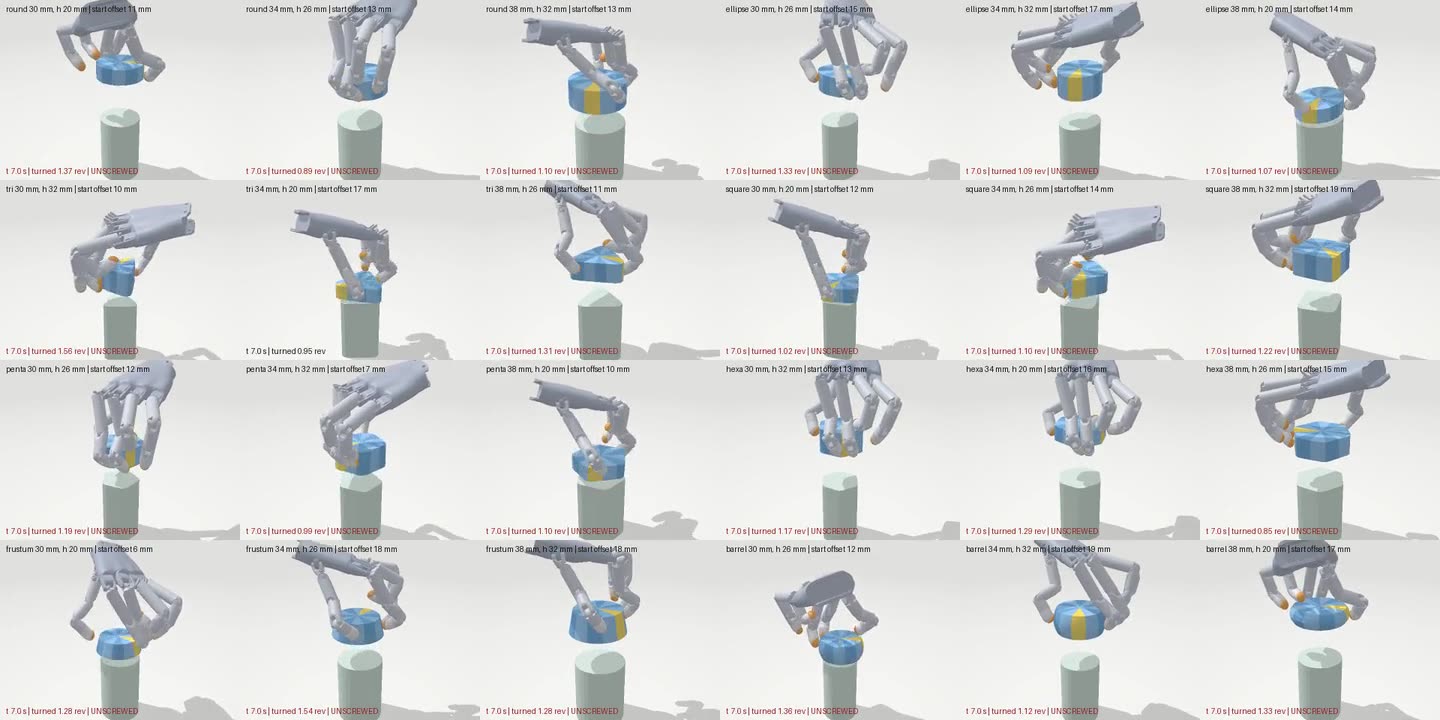 round 30 mm, h 20 mm | start offset 11 mm
round 34 mm, h 26 mm | start offset 13 mm
round 38 mm, h 32 mm | start offset 13 mm
ellipse 30 mm, h 26 mm | start offset 15 mm
ellipse 34 mm, h 32 mm | start offset 17 mm
ellipse 38 mm, h 20 mm | start offset 14 mm
t 7.0 s | turned 1.37 rev | UNSCREWED
t 7.0 s | turned 0.89 rev | UNSCREWED
t 7.0 s | turned 1.10 rev | UNSCREWED
t 7.0 s | turned 1.33 rev | UNSCREWED
t 7.0 s | turned 1.09 rev | UNSCREWED
t 7.0 s | turned 1.07 rev | UNSCREWED
tri 30 mm, h 32 mm | start offset 10 mm
tri 34 mm, h 20 mm | start offset 17 mm
tri 38 mm, h 26 mm | start offset 11 mm
square 30 mm, h 20 mm | start offset 12 mm
square 34 mm, h 26 mm | start offset 14 mm
square 38 mm, h 32 mm | start offset 19 mm
t 7.0 s | turned 1.56 rev | UNSCREWED
t 7.0 s | turned 0.95 rev
t 7.0 s | turned 1.31 rev | UNSCREWED
t 7.0 s | turned 1.02 rev | UNSCREWED
t 7.0 s | turned 1.10 rev | UNSCREWED
t 7.0 s | turned 1.22 rev | UNSCREWED
penta 30 mm, h 26 mm | start offset 12 mm
penta 34 mm, h 32 mm | start offset 7 mm
penta 38 mm, h 20 mm | start offset 10 mm
hexa 30 mm, h 32 mm | start offset 13 mm
hexa 34 mm, h 20 mm | start offset 16 mm
hexa 38 mm, h 26 mm | start offset 15 mm
t 7.0 s | turned 1.19 rev | UNSCREWED
t 7.0 s | turned 0.99 rev | UNSCREWED
t 7.0 s | turned 1.10 rev | UNSCREWED
t 7.0 s | turned 1.17 rev | UNSCREWED
t 7.0 s | turned 1.29 rev | UNSCREWED
t 7.0 s | turned 0.85 rev | UNSCREWED
frustum 30 mm, h 20 mm | start offset 6 mm
frustum 34 mm, h 26 mm | start offset 18 mm
frustum 38 mm, h 32 mm | start offset 18 mm
barrel 30 mm, h 26 mm | start offset 12 mm
barrel 34 mm, h 32 mm | start offset 19 mm
barrel 38 mm, h 20 mm | start offset 17 mm
t 7.0 s | turned 1.28 rev | UNSCREWED
t 7.0 s | turned 1.54 rev | UNSCREWED
t 7.0 s | turned 1.28 rev | UNSCREWED
t 7.0 s | turned 1.36 rev | UNSCREWED
t 7.0 s | turned 1.12 rev | UNSCREWED
t 7.0 s | turned 1.33 rev | UNSCREWED